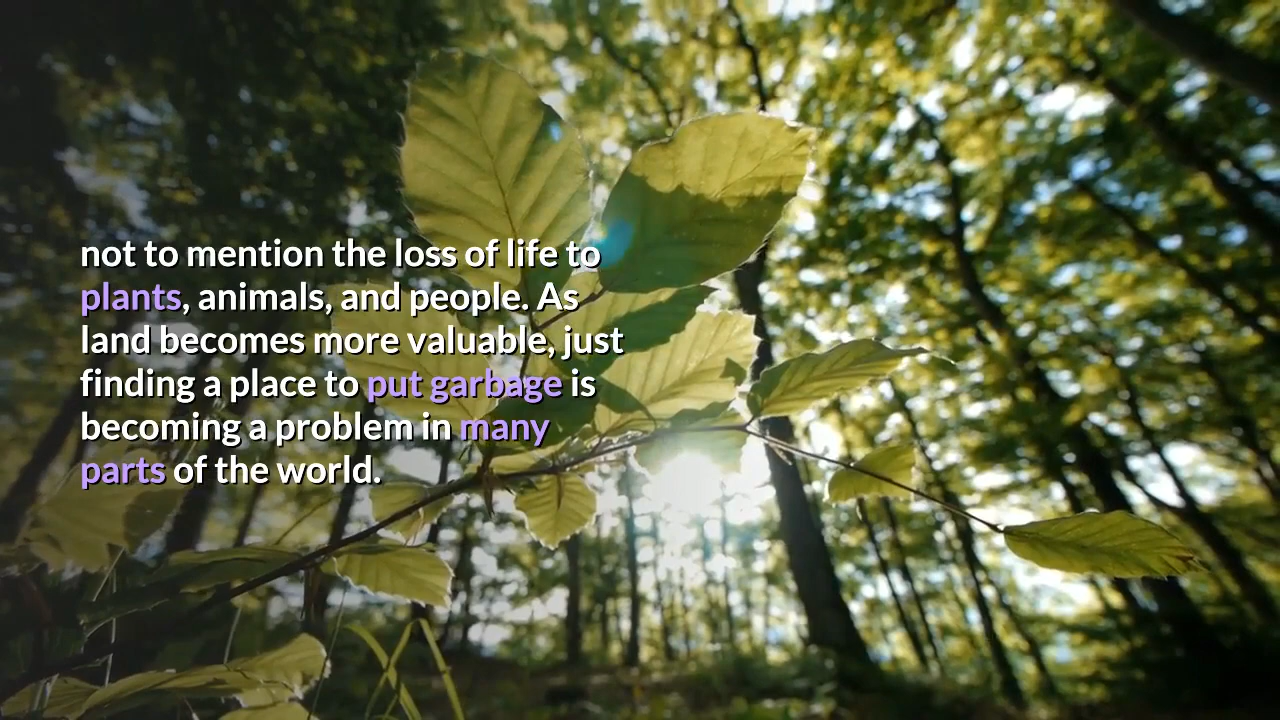 not to mention the loss of life to
plants, animals, and people. As
land becomes more valuable, just
finding a place to put garbage is
becoming a problem in many
parts of the world.